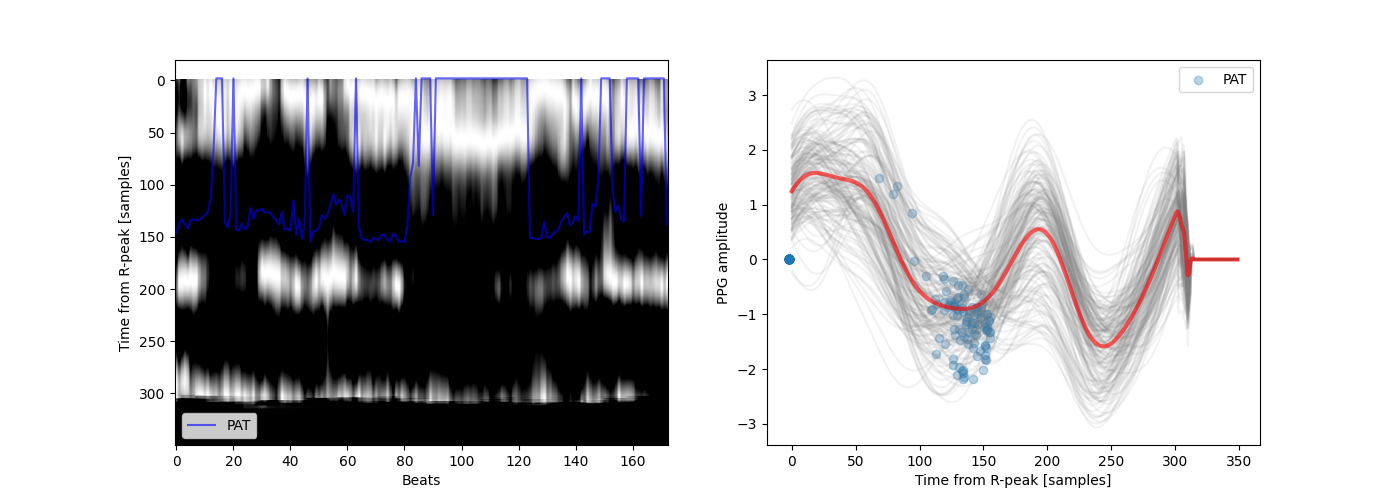 0
50
100
150
200
250
300
Time from R-peak [samples]
PAT
0 20 40 60 80 100 120 140 160
Beats
3
2
1
0
−1
−2
−3
PPG amplitude
PAT
0 50 100 150 200 250 300 350
Time from R-peak [samples]